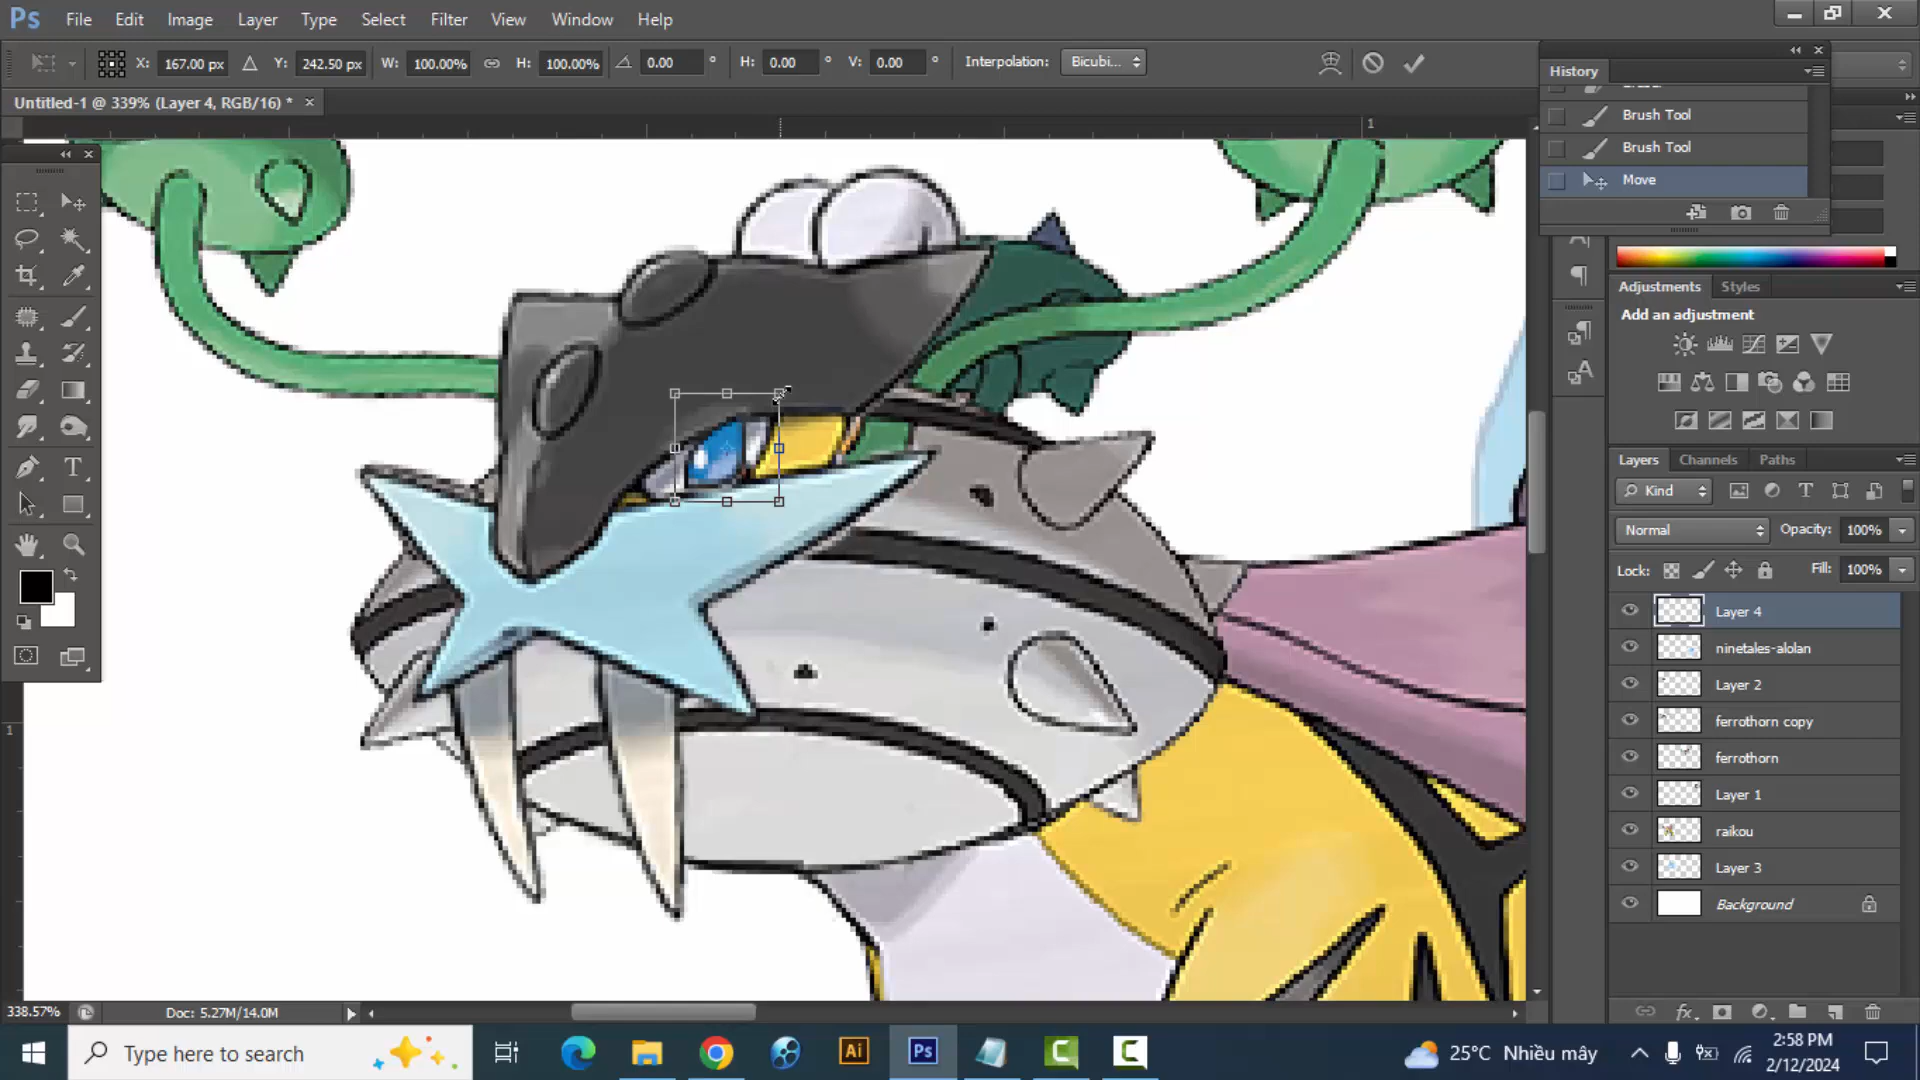 Ps File Edit Image Layer Type Select Filter View Window Help
X: 167.00 px Y: 242.50 px W: 100.00% H: 100.00% 0.00 ° H: 0.00 ° V: 0.00 ° Interpolation: Bicubi...
Untitled-1 @ 339% (Layer 4, RGB/16) * ×
History
Brush Tool
Brush Tool
Move
1
1
Adjustments Styles
Add an adjustment
Layers Channels Paths
Kind
Normal Opacity: 100%
Lock: Fill: 100%
Layer 4
ninetales-alolan
Layer 2
ferrothorn copy
ferrothorn
Layer 1
raikou
Layer 3
Background
338.57% Doc: 5.27M/14.0M
Type here to search
Ai Ps
25°C Nhiều mây
2:58 PM
2/12/2024